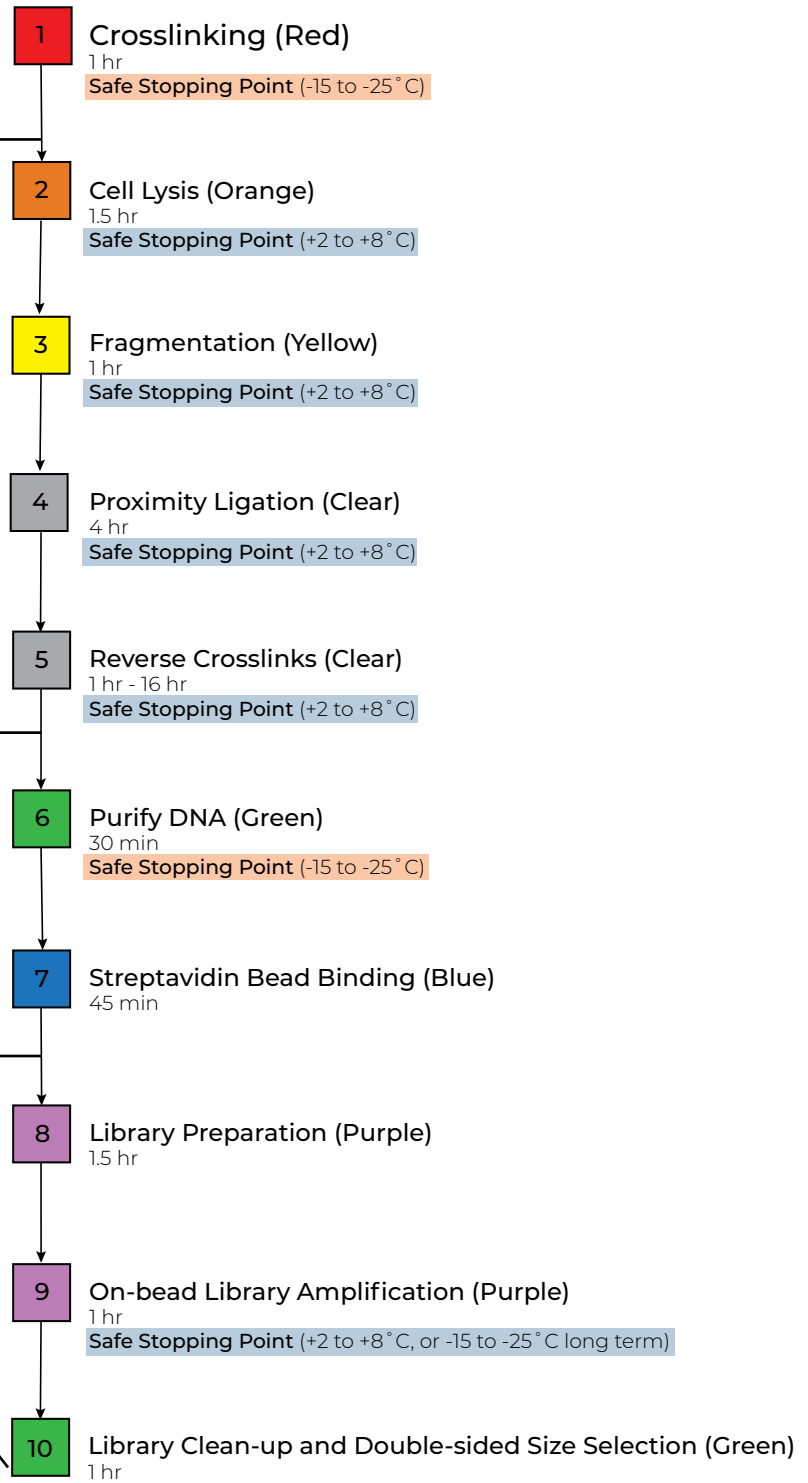 1
Crosslinking (Red)
1 hr
Safe Stopping Point (-15 to -25˚C)
2
Cell Lysis (Orange)
1.5 hr
Safe Stopping Point (+2 to +8˚C)
3
Fragmentation (Yellow)
1 hr
Safe Stopping Point (+2 to +8˚C)
4
Proximity Ligation (Clear)
4 hr
Safe Stopping Point (+2 to +8˚C)
5
Reverse Crosslinks (Clear)
1 hr - 16 hr
Safe Stopping Point (+2 to +8˚C)
6
Purify DNA (Green)
30 min
Safe Stopping Point (-15 to -25˚C)
7
Streptavidin Bead Binding (Blue)
45 min
8
Library Preparation (Purple)
1.5 hr
9
On-bead Library Amplification (Purple)
1 hr
Safe Stopping Point (+2 to +8˚C, or -15 to -25˚C long term)
10
Library Clean-up and Double-sided Size Selection (Green)
1 hr